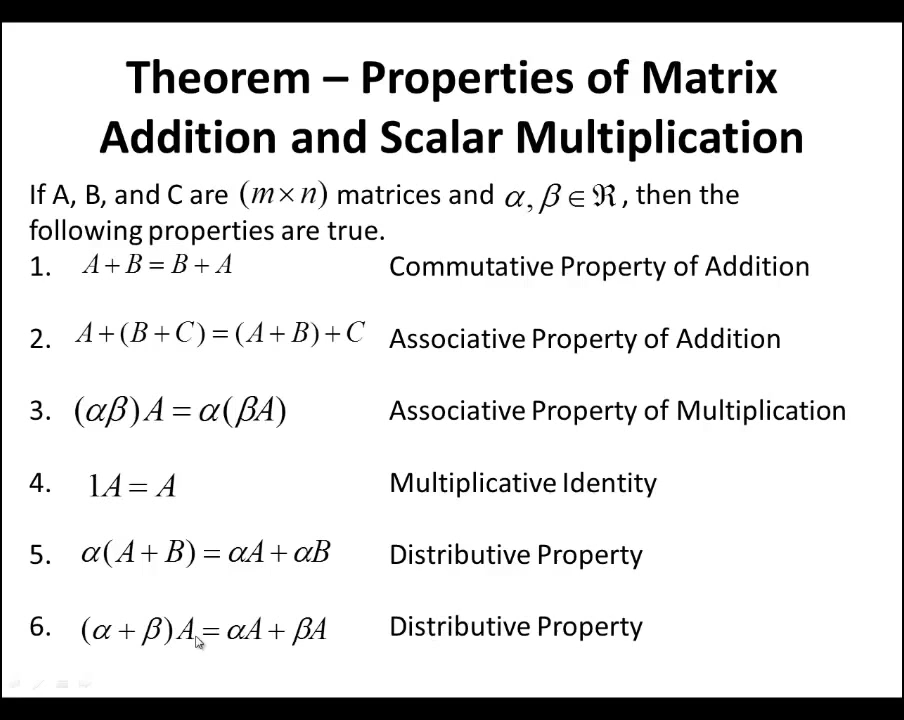 Theorem – Properties of Matrix
Addition and Scalar Multiplication
If A, B, and C are (m×n) matrices and α, β ∈ ℜ, then the
following properties are true.
1. A + B = B + A Commutative Property of Addition
2. A + (B + C) = (A + B) + C Associative Property of Addition
3. (αβ)A = α(βA) Associative Property of Multiplication
4. 1A = A Multiplicative Identity
5. α(A + B) = αA + αB Distributive Property
6. (α + β)A = αA + βA Distributive Property